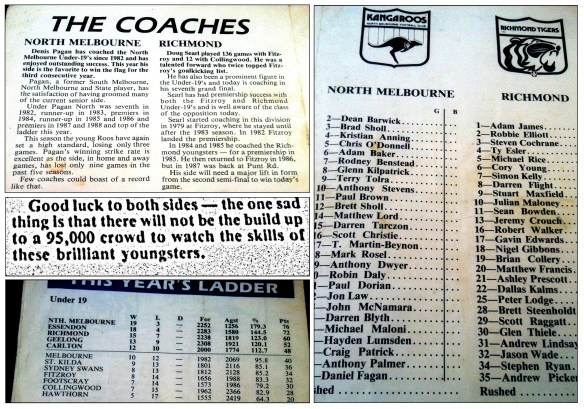 THE COACHES
NORTH MELBOURNE
Denis Pagan has coached the North
Melbourne Under-19's since 1982 and has
enjoyed outstanding success. This year his
side is the favorite to win the flag for the
third consecutive year.
Pagan, a former South Melbourne,
North Melbourne and State player, has
the satisfaction of having groomed many
of the current senior side.
Under Pagan North was seventh in
1982, runner-up in 1983, premiers in
1984, runner-up in 1985 and 1986 and
premiers in 1987 and 1988 and top of the
ladder this year.
This season the young Roos have again
set a high standard, losing only three
games. Pagan's winning strike rate is
excellent as the side, in home and away
games, has lost only nine games in the
past five seasons.
Few coaches could boast of a record
like that.
RICHMOND
Doug Searl played 136 games with Fitz-
roy and 12 with Collingwood. He was a
talented forward who twice topped Fitz-
roy's goalkicking list.
He has also been a prominent figure in
the Under-19's and today is coaching in
his seventh grand final.
Searl has had premiership success with
both the Fitzroy and Richmond
Under-19's and is well aware of the class
of the opposition today.
Searl started coaching in this division
in 1979 at Fitzroy, where he stayed until
after the 1983 season. In 1982 Fitzroy
landed the premiership.
In 1984 and 1985 he coached the Rich-
mond youngsters — for a premiership in
1985. He then returned to Fitzroy in 1986,
but in 1987 was back at Punt Rd.
His side will need a major lift in form
from the second semi-final to win today's
game.
Good luck to both sides — the one sad
thing is that there will not be the build up
to a 95,000 crowd to watch the skills of
these brilliant youngsters.
THIS YEAR'S LADDER
Under 19
W L D For Agst % Pts
NTH. MELBOURNE 19 3 — 2252 1256 179.3 76
ESSENDON 18 4 — 2283 1580 144.5 72
RICHMOND 15 7 — 2238 1819 123.0 60
GEELONG 13 9 — 2308 1921 120.1 52
CARLTON 12 10 — 2000 1774 112.7 48
MELBOURNE 10 12 — 1982 2069 95.8 40
ST. KILDA 9 13 — 1801 2116 85.1 36
SYDNEY SWANS 8 13 — 1812 2128 85.2 34
FITZROY 8 14 — 1656 1988 83.3 32
FOOTSCRAY 7 14 — 1573 1986 79.2 30
COLLINGWOOD 7 15 — 1962 2366 82.9 28
HAWTHORN 5 17 — 1555 2419 64.3 20
KANGAROOS
NORTH MELBOURNE
G B
2—Dean Barwick
3—Brad Sholl
4—Kristian Anning
5—Chris O'Donnell
6—Adam Baker
7—Rodney Benstead
8—Glenn Kilpatrick
9—Terry Tolra
10—Anthony Stevens
11—Paul Brown
12—Brett Sholl
14—Matthew Lord
15—Darren Tarczon
16—Scott Christie
17—T. Martin-Beynon
18—Mark Rosel
—Anthony Dwyer
0—Robin Daly
—Paul Dorian
2—Jon Law
—John McNamara
—Darren Blyth
—Michael Maloni
—Hayden Lumsden
—Craig Patrick
—Anthony Palmer
—Daniel Fagan
shed
RICHMOND TIGERS
RICHMOND
1—Adam James
2—Robbie Elliott
3—Steven Cochrane
4—Ty Esler
5—Michael Rice
6—Cory Young
7—Simon Kelly
8—Darren Flight
9—Stuart Maxfield
10—Julian Maloney
11—Sean Bowden
13—Jeremy Crouch
16—Robert Walker
17—Gavin Edwards
18—Nigel Gibbons
19—Brian Collery
20—Matthew Francis
21—Ashley Prescott
22—Dallas Kalms
25—Peter Lodge
28—Brett Steenholdt
29—Scott Raggatt
30—Glen Thiele
31—Andrew Lindsay
32—Jason Wade
34—Stephen Ryan
35—Andrew Picken
Rushed